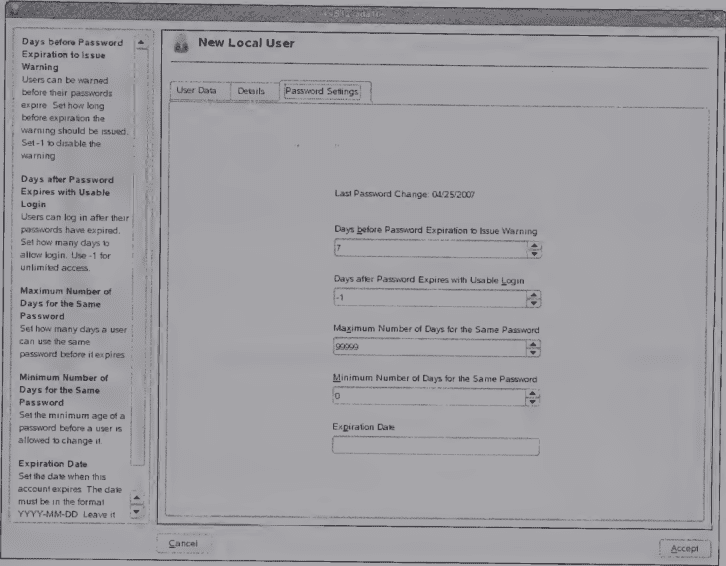 Days before Password
Expiration to Issue
Warning
Users can be warned
before their passwords
expire. Set how long
before expiration the
warning should be issued.
Set -1 to disable the
warning
Days after Password
Expires with Usable
Login
Users can log in after their
passwords have expired.
Set how many days to
allow login. Use -1 for
unlimited access.
Maximum Number of
Days for the Same
Password
Set how many days a user
can use the same
password before it expires
Minimum Number of
Days for the Same
Password
Set the minimum age of a
password before a user is
allowed to change it.
Expiration Date
Set the date when this
account expires. The date
must be in the format
YYYY-MM-DD. Leave it
New Local User
User Data
Details
Password Settings
Last Password Change: 04/25/2007
Days before Password Expiration to Issue Warning
7
Days after Password Expires with Usable Login
-1
Maximum Number of Days for the Same Password
99999
Minimum Number of Days for the Same Password
0
Expiration Date
Cancel
Accept